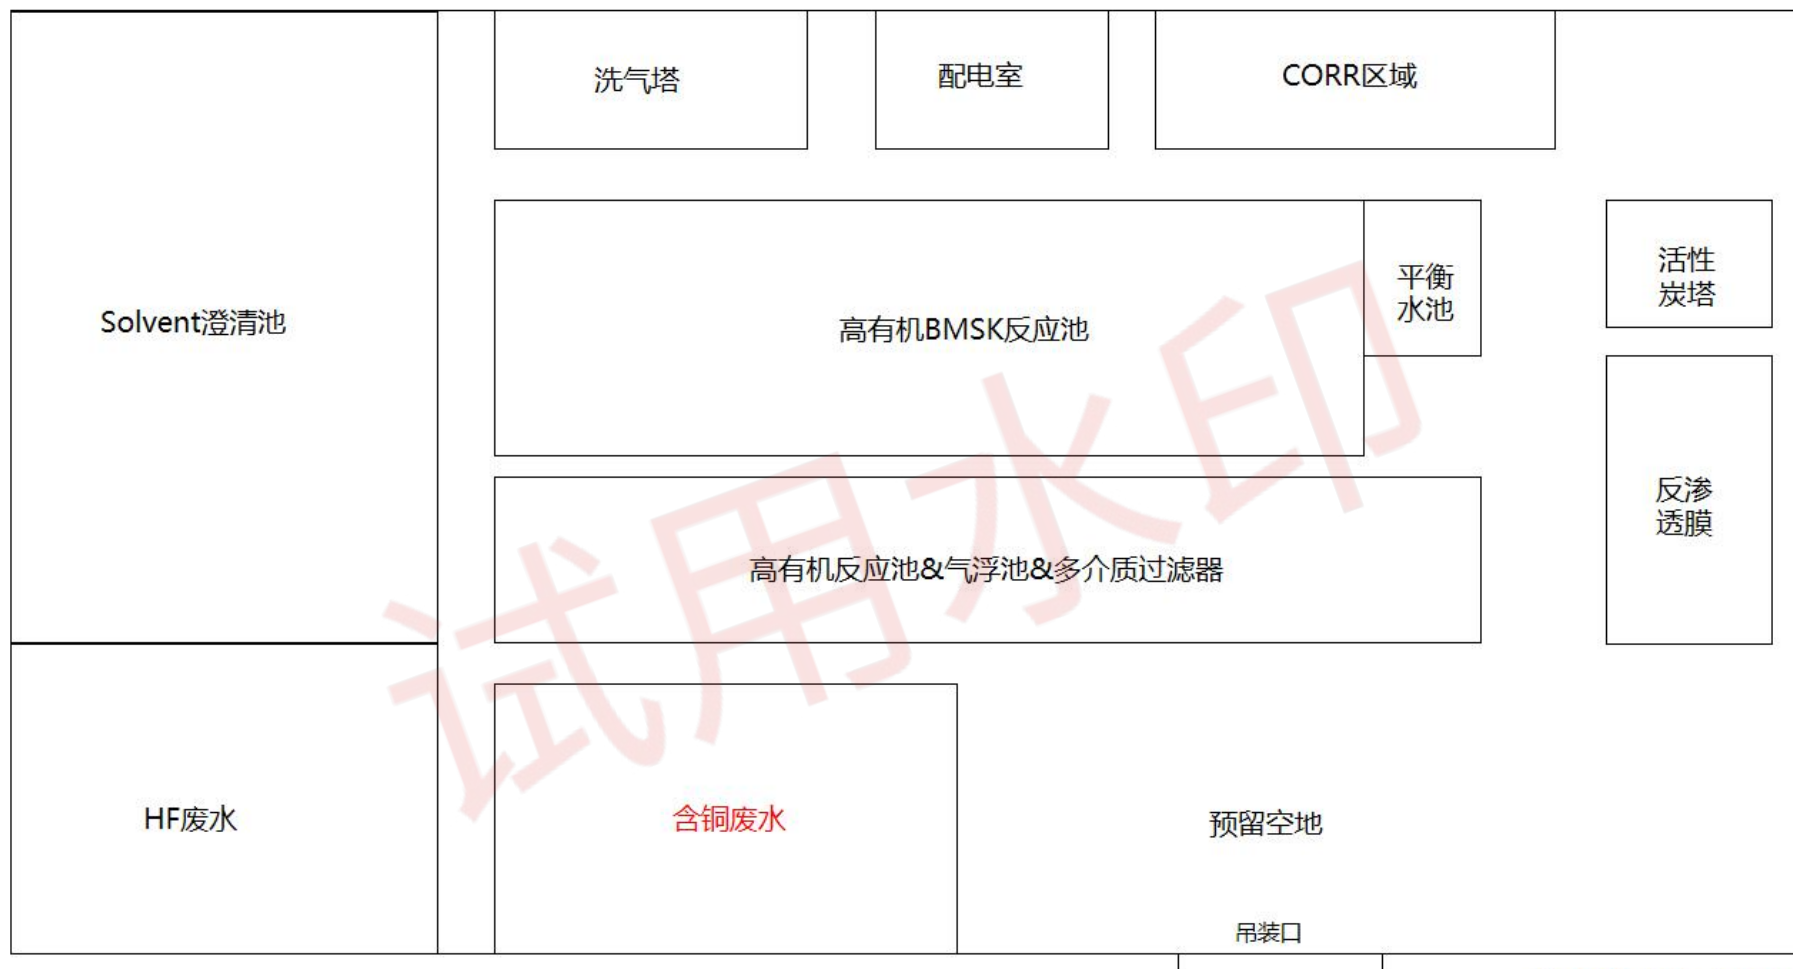 洗气塔
配电室
CORR区域
Solvent澄清池
高有机BMSK反应池
平衡
水池
活性
炭塔
反渗
透膜
高有机反应池&气浮池&多介质过滤器
HF废水
含铜废水
预留空地
吊装口
试用水印